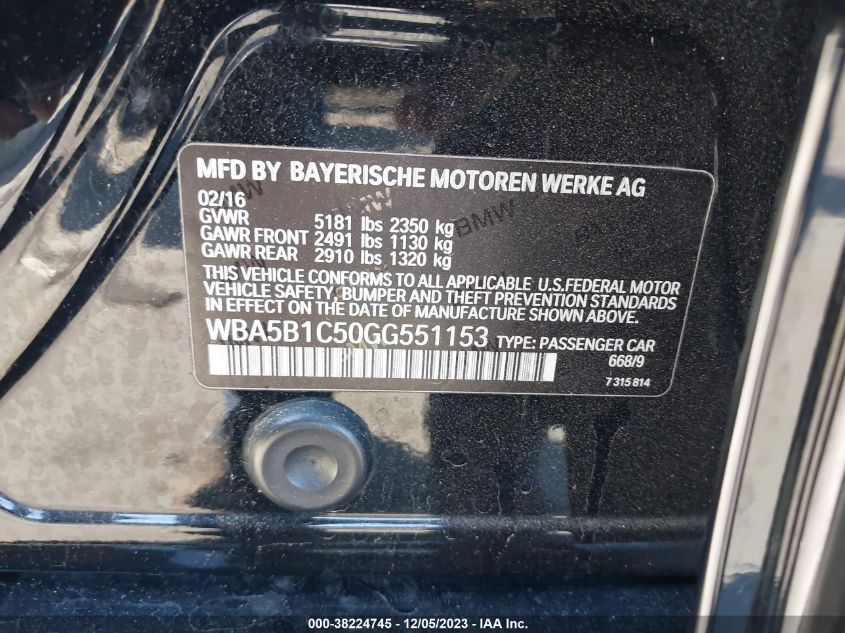 MFD BY BAYERISCHE MOTOREN WERKE AG
02/16
GVWR 5181 lbs 2350 kg
GAWR FRONT 2491 lbs 1130 kg
GAWR REAR 2910 lbs 1320 kg
THIS VEHICLE CONFORMS TO ALL APPLICABLE U.S.FEDERAL MOTOR
VEHICLE SAFETY, BUMPER AND THEFT PREVENTION STANDARDS
IN EFFECT ON THE DATE OF MANUFACTURE SHOWN ABOVE.
WBA5B1C50GG551153 TYPE: PASSENGER CAR
668/9
7 315 814
BMW
000-38224745 - 12/05/2023 - IAA Inc.